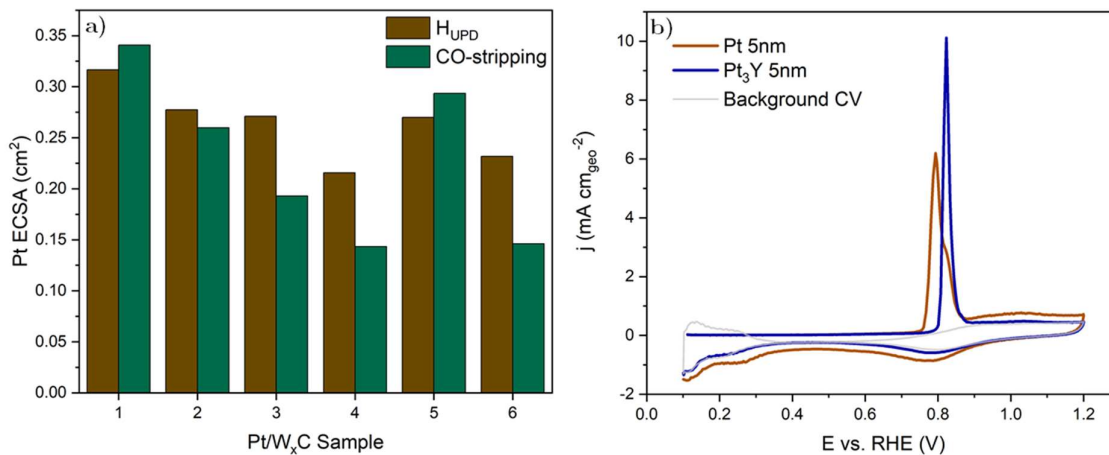 a)
H_UPD
CO-stripping
0.35
0.30
0.25
0.20
0.15
0.10
0.05
0.00
Pt ECSA (cm²)
1 2 3 4 5 6
Pt/WₓC Sample
b)
Pt 5nm
Pt₃Y 5nm
Background CV
10
8
6
4
2
0
-2
j (mA cm_geo⁻²)
0.0 0.2 0.4 0.6 0.8 1.0 1.2
E vs. RHE (V)